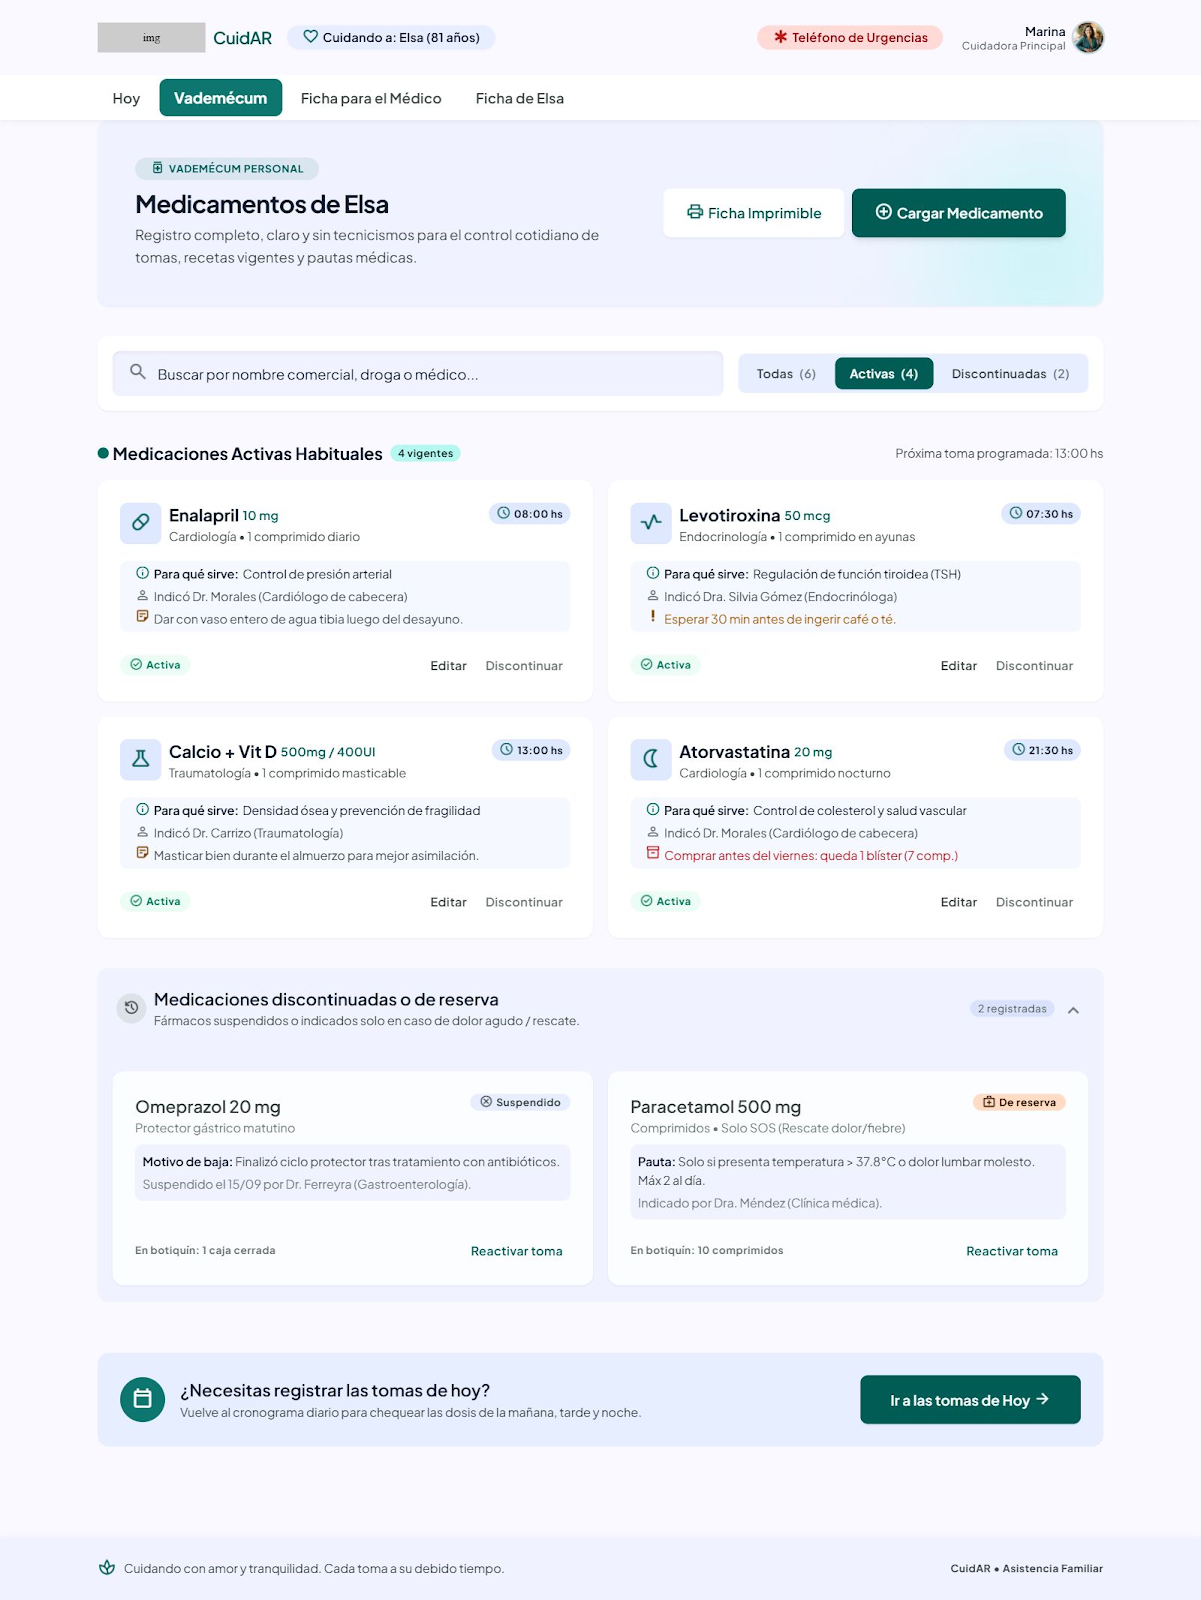 img
CuidAR
Cuidando a: Elsa (81 años)
Teléfono de Urgencias
Marina
Cuidadora Principal
Hoy
Vademécum
Ficha para el Médico
Ficha de Elsa
VADEMÉCUM PERSONAL
Medicamentos de Elsa
Registro completo, claro y sin tecnicismos para el control cotidiano de
tomas, recetas vigentes y pautas médicas.
Ficha Imprimible
Cargar Medicamento
Buscar por nombre comercial, droga o médico...
Todas (6)
Activas (4)
Discontinuadas (2)
Medicaciones Activas Habituales
4 vigentes
Próxima toma programada: 13:00 hs
Enalapril 10 mg
08:00 hs
Cardiología • 1 comprimido diario
Para qué sirve: Control de presión arterial
Indicó Dr. Morales (Cardiólogo de cabecera)
Dar con vaso entero de agua tibia luego del desayuno.
Activa
Editar
Discontinuar
Levotiroxina 50 mcg
07:30 hs
Endocrinología • 1 comprimido en ayunas
Para qué sirve: Regulación de función tiroidea (TSH)
Indicó Dra. Silvia Gómez (Endocrinóloga)
Esperar 30 min antes de ingerir café o té.
Activa
Editar
Discontinuar
Calcio + Vit D 500mg / 400UI
13:00 hs
Traumatología • 1 comprimido masticable
Para qué sirve: Densidad ósea y prevención de fragilidad
Indicó Dr. Carrizo (Traumatología)
Masticar bien durante el almuerzo para mejor asimilación.
Activa
Editar
Discontinuar
Atorvastatina 20 mg
21:30 hs
Cardiología • 1 comprimido nocturno
Para qué sirve: Control de colesterol y salud vascular
Indicó Dr. Morales (Cardiólogo de cabecera)
Comprar antes del viernes: queda 1 blíster (7 comp.)
Activa
Editar
Discontinuar
Medicaciones discontinuadas o de reserva
Fármacos suspendidos o indicados solo en caso de dolor agudo / rescate.
2 registradas
Omeprazol 20 mg
Suspendido
Protector gástrico matutino
Motivo de baja: Finalizó ciclo protector tras tratamiento con antibióticos.
Suspendido el 15/09 por Dr. Ferreyra (Gastroenterología).
En botiquín: 1 caja cerrada
Reactivar toma
Paracetamol 500 mg
De reserva
Comprimidos • Solo SOS (Rescate dolor/fiebre)
Pauta: Solo si presenta temperatura > 37.8°C o dolor lumbar molesto.
Máx 2 al día.
Indicado por Dra. Méndez (Clínica médica).
En botiquín: 10 comprimidos
Reactivar toma
¿Necesitas registrar las tomas de hoy?
Vuelve al cronograma diario para chequear las dosis de la mañana, tarde y noche.
Ir a las tomas de Hoy
Cuidando con amor y tranquilidad. Cada toma a su debido tiempo.
CuidAR • Asistencia Familiar